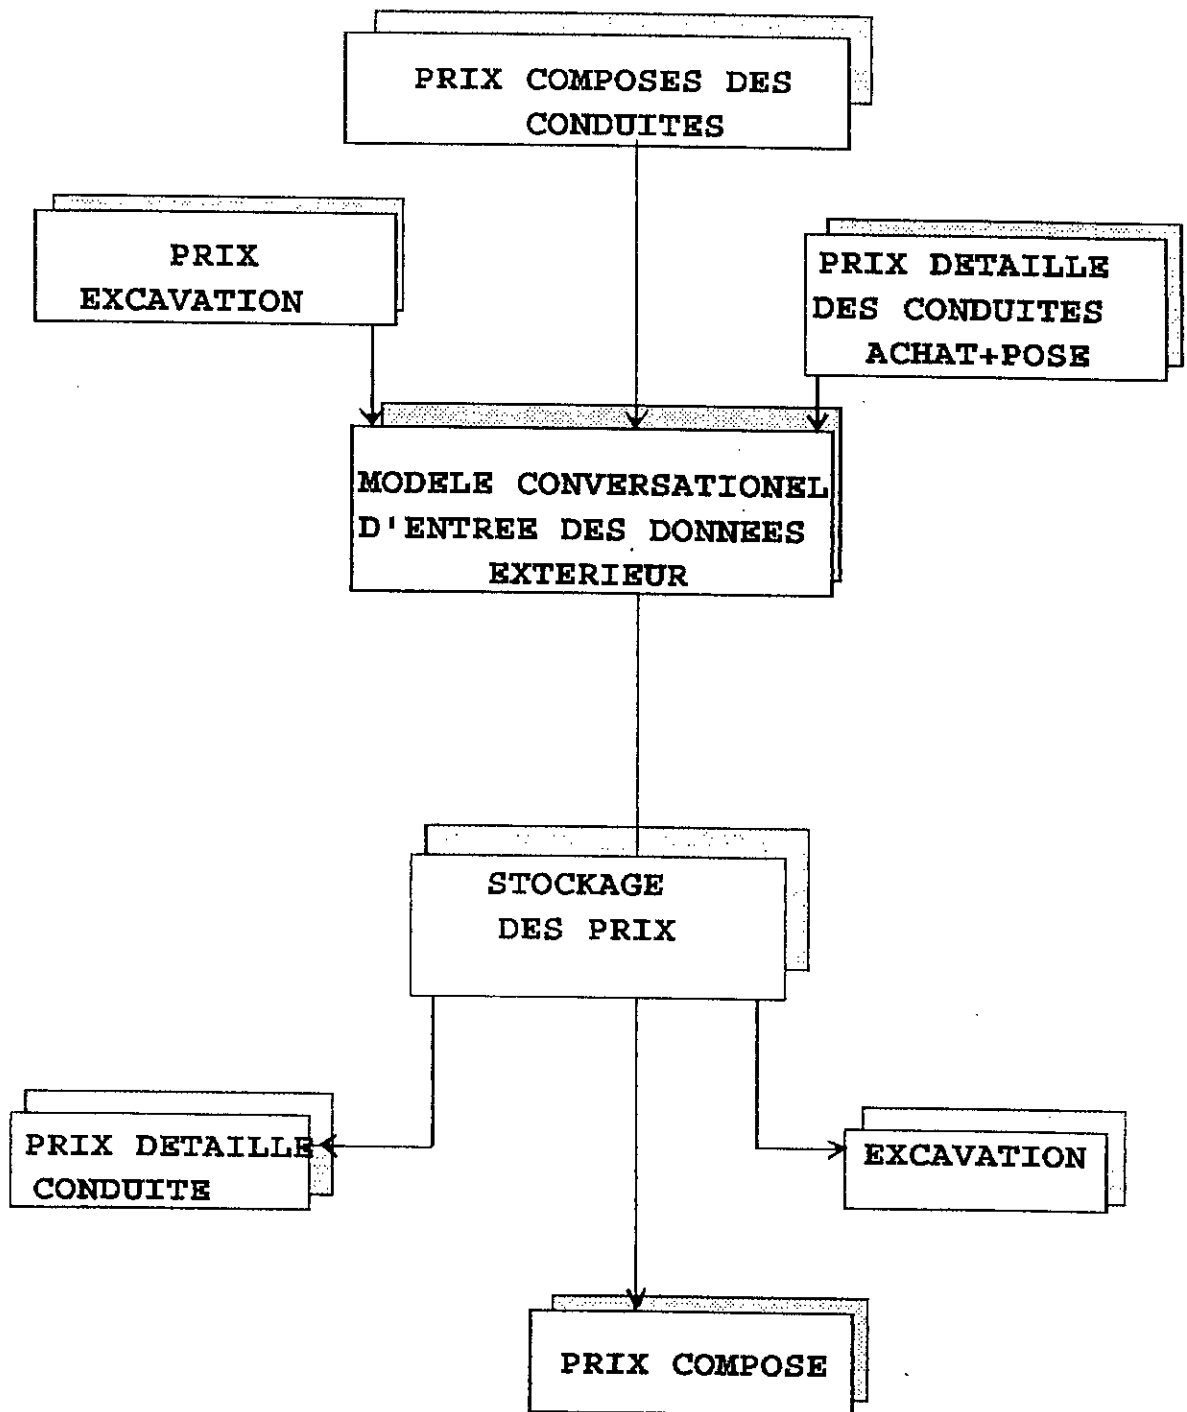 PRIX COMPOSES DES
CONDUITES
PRIX
EXCAVATION
PRIX DETAILLE
DES CONDUITES
ACHAT+POSE
MODELE CONVERSATIONEL
D'ENTREE DES DONNEES
EXTERIEUR
STOCKAGE
DES PRIX
PRIX DETAILLE
CONDUITE
EXCAVATION
PRIX COMPOSE